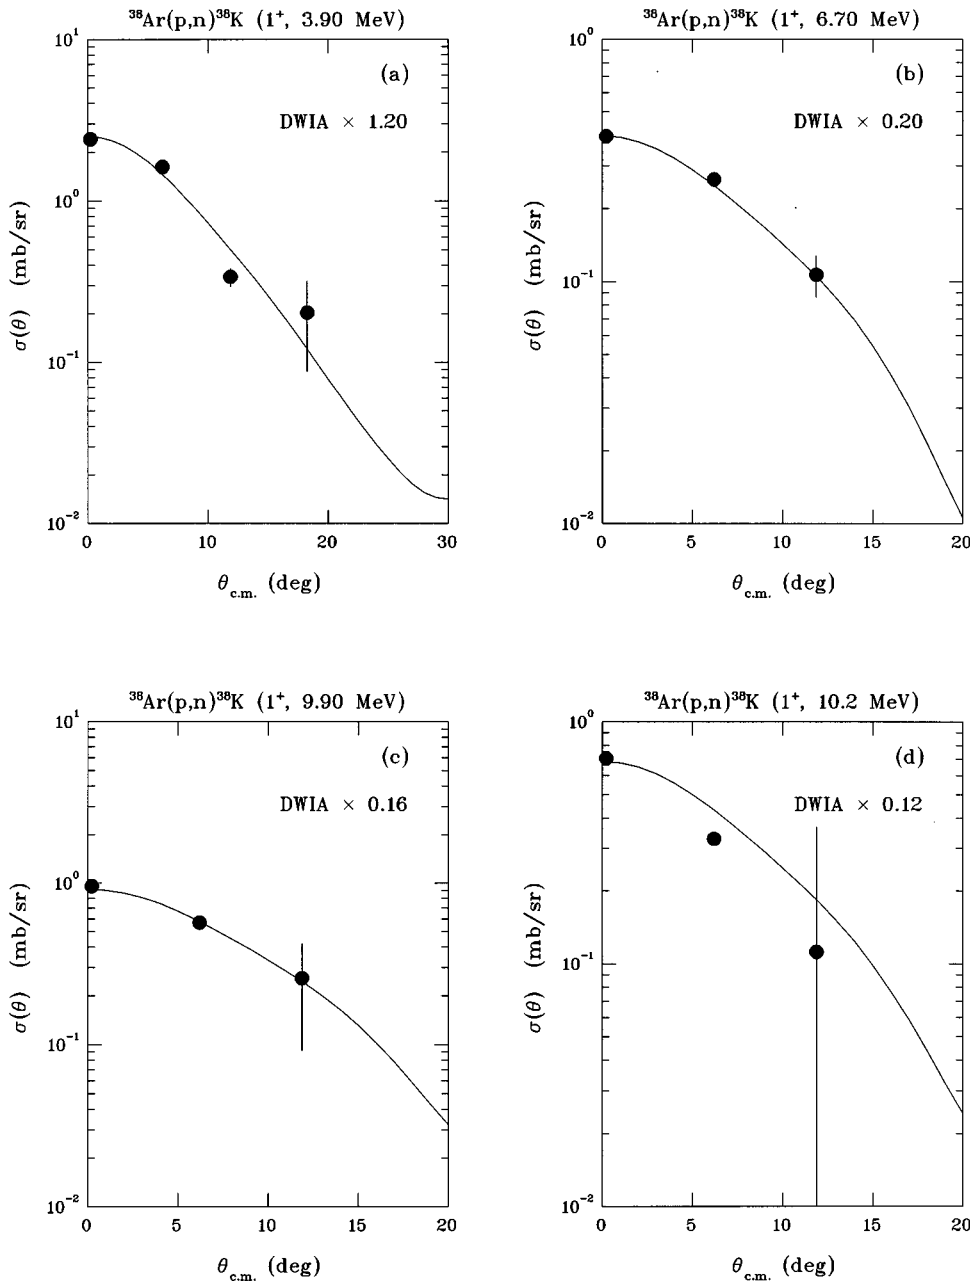 ³⁸Ar(p,n)³⁸K (1⁺, 3.90 MeV)
(a)
DWIA × 1.20
σ(θ) (mb/sr)
10¹
10⁰
10⁻¹
10⁻²
0 10 20 30
θc.m. (deg)
³⁸Ar(p,n)³⁸K (1⁺, 6.70 MeV)
(b)
DWIA × 0.20
σ(θ) (mb/sr)
10⁰
10⁻¹
10⁻²
0 5 10 15 20
θc.m. (deg)
³⁸Ar(p,n)³⁸K (1⁺, 9.90 MeV)
(c)
DWIA × 0.16
σ(θ) (mb/sr)
10¹
10⁰
10⁻¹
10⁻²
0 5 10 15 20
θc.m. (deg)
³⁸Ar(p,n)³⁸K (1⁺, 10.2 MeV)
(d)
DWIA × 0.12
σ(θ) (mb/sr)
10⁰
10⁻¹
10⁻²
0 5 10 15 20
θc.m. (deg)